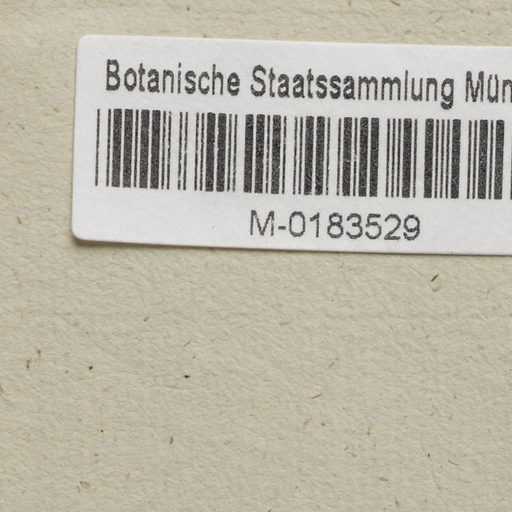 Botanische Staatssammlung Mün
M-0183529